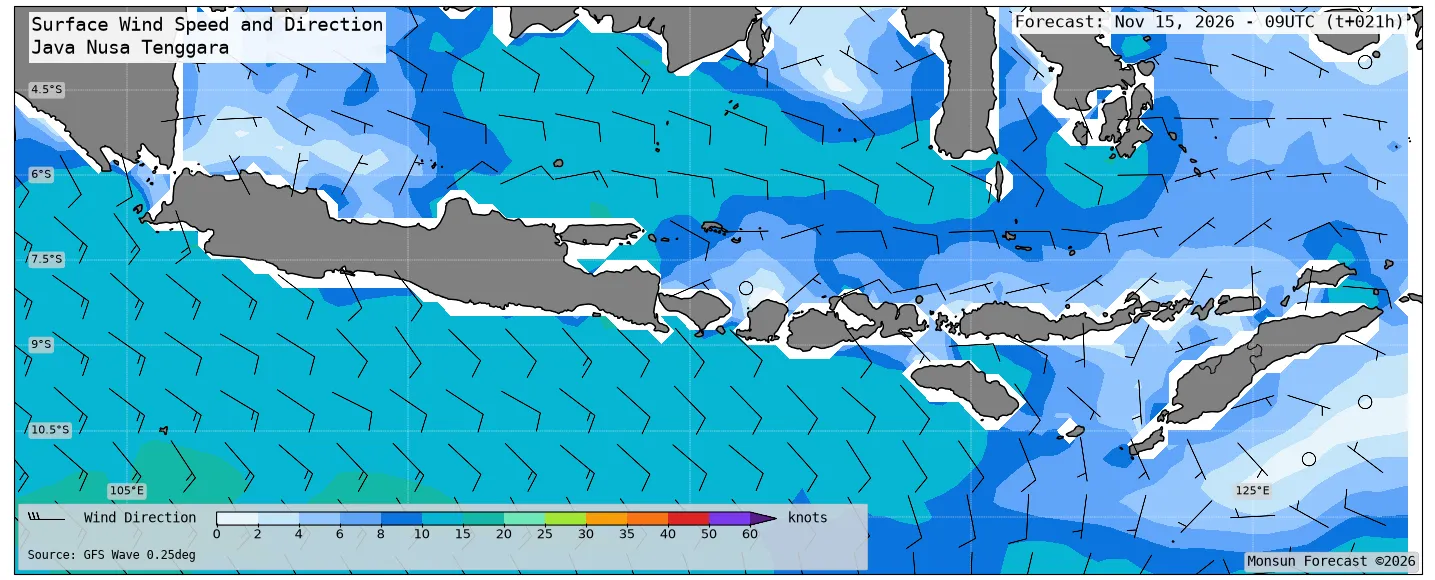 Surface Wind Speed and Direction
Java Nusa Tenggara
Forecast: Nov 15, 2026 - 09UTC (t+021h)
4.5°S
6°S
7.5°S
9°S
10.5°S
105°E
125°E
Wind Direction
0 2 4 6 8 10 15 20 25 30 35 40 50 60
knots
Source: GFS Wave 0.25deg
Monsun Forecast ©2026